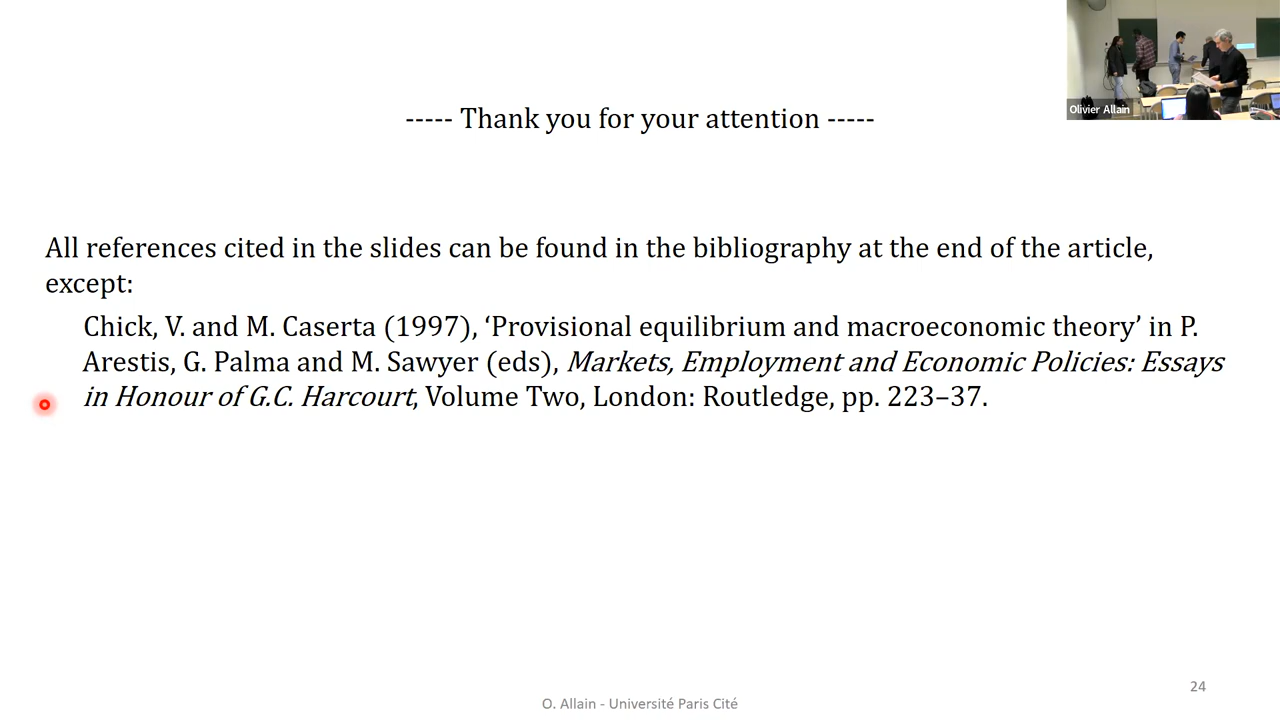 Olivier Allain
----- Thank you for your attention -----
All references cited in the slides can be found in the bibliography at the end of the article,
except:
Chick, V. and M. Caserta (1997), ‘Provisional equilibrium and macroeconomic theory’ in P.
Arestis, G. Palma and M. Sawyer (eds), Markets, Employment and Economic Policies: Essays
in Honour of G.C. Harcourt, Volume Two, London: Routledge, pp. 223–37.
24
O. Allain - Université Paris Cité